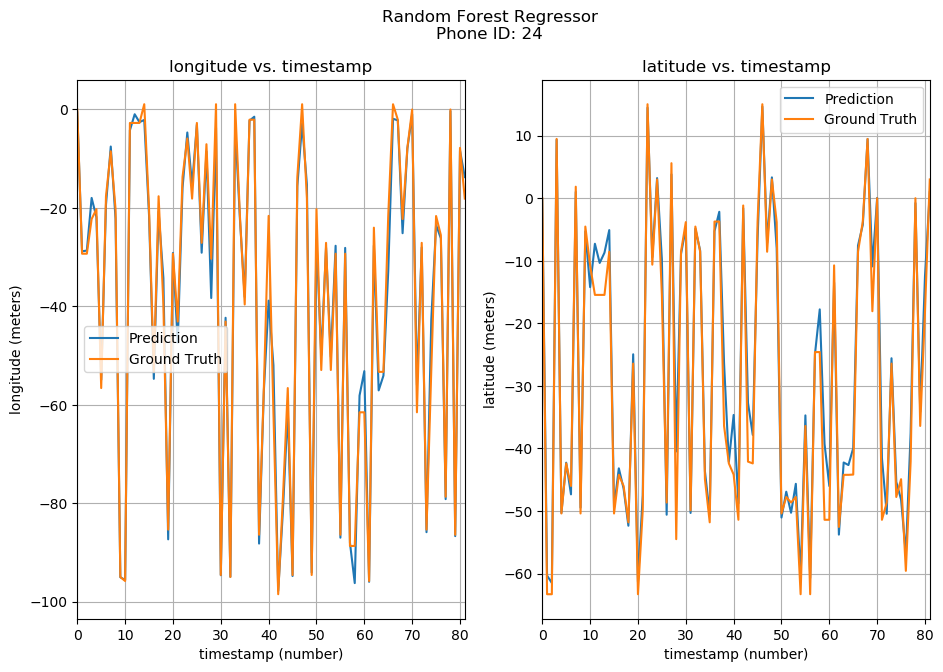 Random Forest Regressor
Phone ID: 24
longitude vs. timestamp
0
−20
−40
−60
−80
−100
longitude (meters)
Prediction
Ground Truth
0 10 20 30 40 50 60 70 80
timestamp (number)
latitude vs. timestamp
10
0
−10
−20
−30
−40
−50
−60
latitude (meters)
Prediction
Ground Truth
0 10 20 30 40 50 60 70 80
timestamp (number)